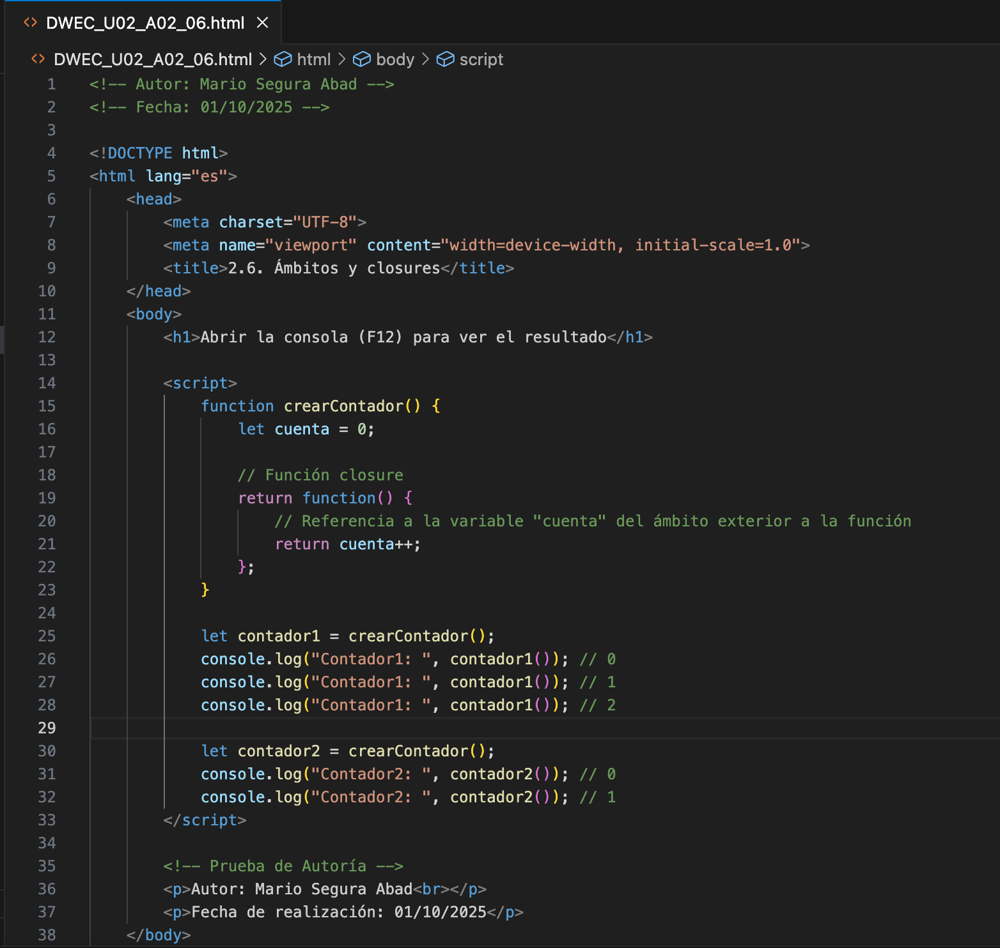 DWEC_U02_A02_06.html
DWEC_U02_A02_06.html > html > body > script
1 <!-- Autor: Mario Segura Abad -->
2 <!-- Fecha: 01/10/2025 -->
3
4 <!DOCTYPE html>
5 <html lang="es">
6 <head>
7 <meta charset="UTF-8">
8 <meta name="viewport" content="width=device-width, initial-scale=1.0">
9 <title>2.6. Ámbitos y closures</title>
10 </head>
11 <body>
12 <h1>Abrir la consola (F12) para ver el resultado</h1>
13
14 <script>
15 function crearContador() {
16 let cuenta = 0;
17
18 // Función closure
19 return function() {
20 // Referencia a la variable "cuenta" del ámbito exterior a la función
21 return cuenta++;
22 };
23 }
24
25 let contador1 = crearContador();
26 console.log("Contador1: ", contador1()); // 0
27 console.log("Contador1: ", contador1()); // 1
28 console.log("Contador1: ", contador1()); // 2
29
30 let contador2 = crearContador();
31 console.log("Contador2: ", contador2()); // 0
32 console.log("Contador2: ", contador2()); // 1
33 </script>
34
35 <!-- Prueba de Autoría -->
36 <p>Autor: Mario Segura Abad<br></p>
37 <p>Fecha de realización: 01/10/2025</p>
38 </body>